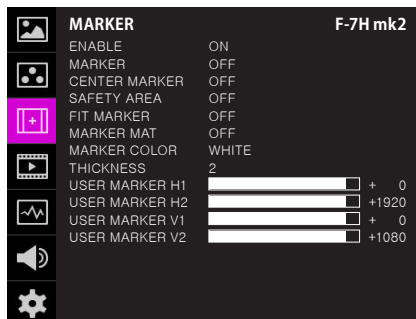 MARKER F-7H mk2
ENABLE ON
MARKER OFF
CENTER MARKER OFF
SAFETY AREA OFF
FIT MARKER OFF
MARKER MAT OFF
MARKER COLOR WHITE
THICKNESS 2
USER MARKER H1 + 0
USER MARKER H2 +1920
USER MARKER V1 + 0
USER MARKER V2 +1080